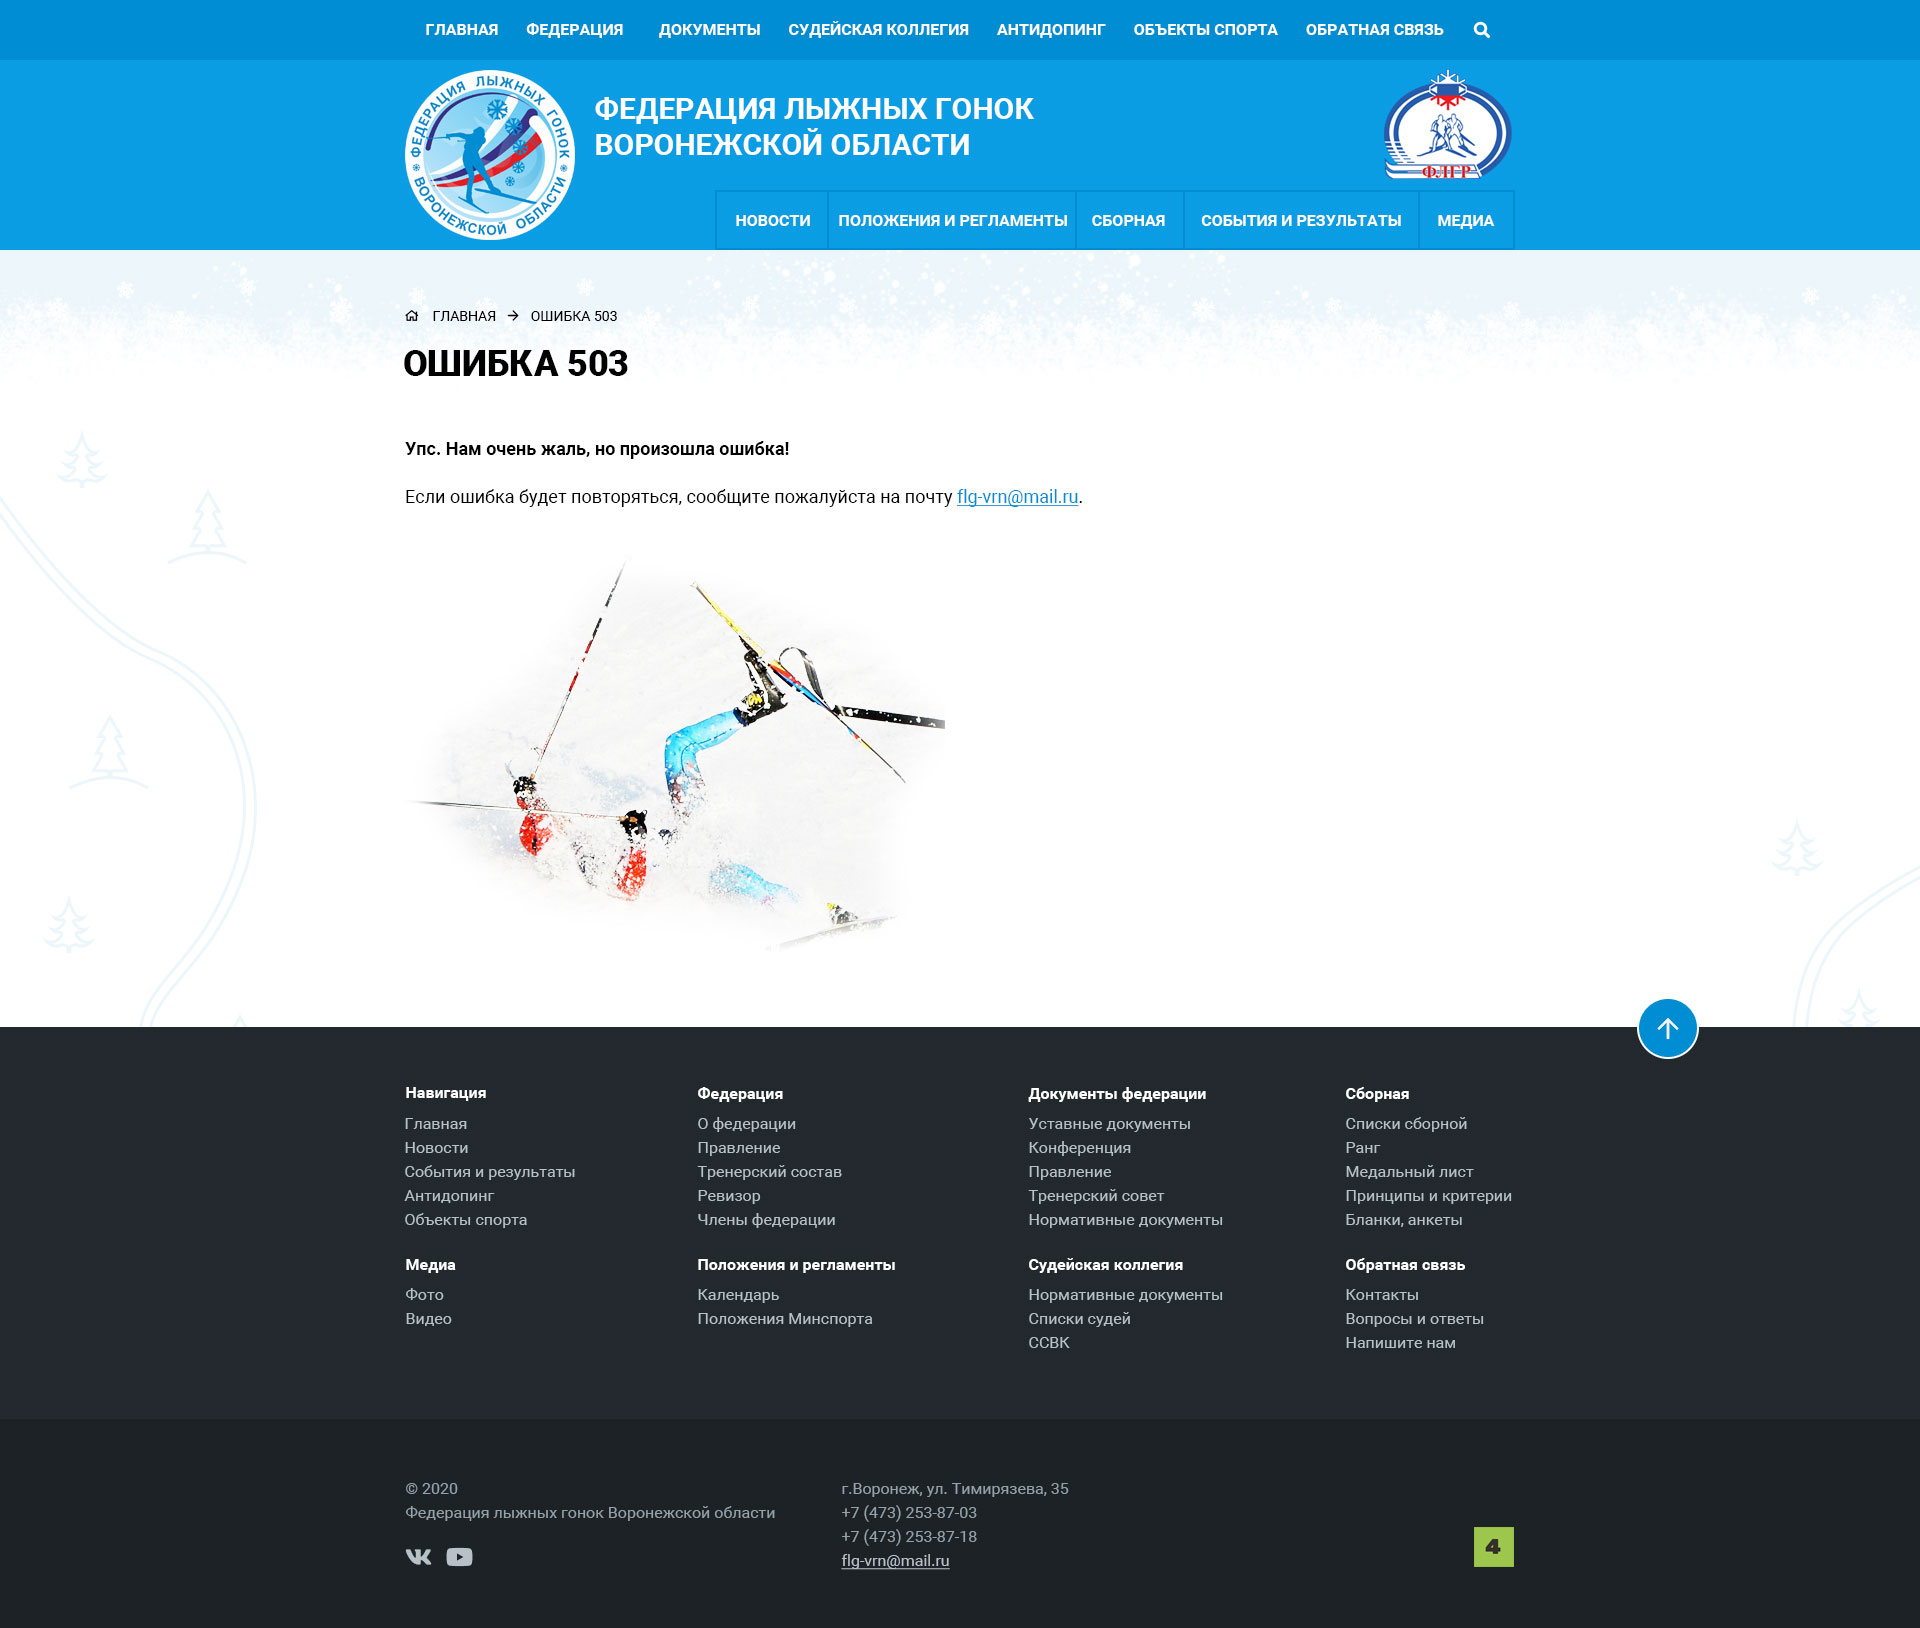 ГЛАВНАЯ ФЕДЕРАЦИЯ ДОКУМЕНТЫ СУДЕЙСКАЯ КОЛЛЕГИЯ АНТИДОПИНГ ОБЪЕКТЫ СПОРТА ОБРАТНАЯ СВЯЗЬ
ФЕДЕРАЦИЯ ЛЫЖНЫХ ГОНОК
ВОРОНЕЖСКОЙ ОБЛАСТИ
ФЕДЕРАЦИЯ ЛЫЖНЫХ ГОНОК
ВОРОНЕЖСКОЙ ОБЛАСТИ
ФЛГР
НОВОСТИ ПОЛОЖЕНИЯ И РЕГЛАМЕНТЫ СБОРНАЯ СОБЫТИЯ И РЕЗУЛЬТАТЫ МЕДИА
ГЛАВНАЯ → ОШИБКА 503
ОШИБКА 503
Упс. Нам очень жаль, но произошла ошибка!
Если ошибка будет повторяться, сообщите пожалуйста на почту flg-vrn@mail.ru.
Навигация
Главная
Новости
События и результаты
Антидопинг
Объекты спорта
Федерация
О федерации
Правление
Тренерский состав
Ревизор
Члены федерации
Документы федерации
Уставные документы
Конференция
Правление
Тренерский совет
Нормативные документы
Сборная
Списки сборной
Ранг
Медальный лист
Принципы и критерии
Бланки, анкеты
Медиа
Фото
Видео
Положения и регламенты
Календарь
Положения Минспорта
Судейская коллегия
Нормативные документы
Списки судей
ССВК
Обратная связь
Контакты
Вопросы и ответы
Напишите нам
© 2020
Федерация лыжных гонок Воронежской области
г.Воронеж, ул. Тимирязева, 35
+7 (473) 253-87-03
+7 (473) 253-87-18
flg-vrn@mail.ru
4